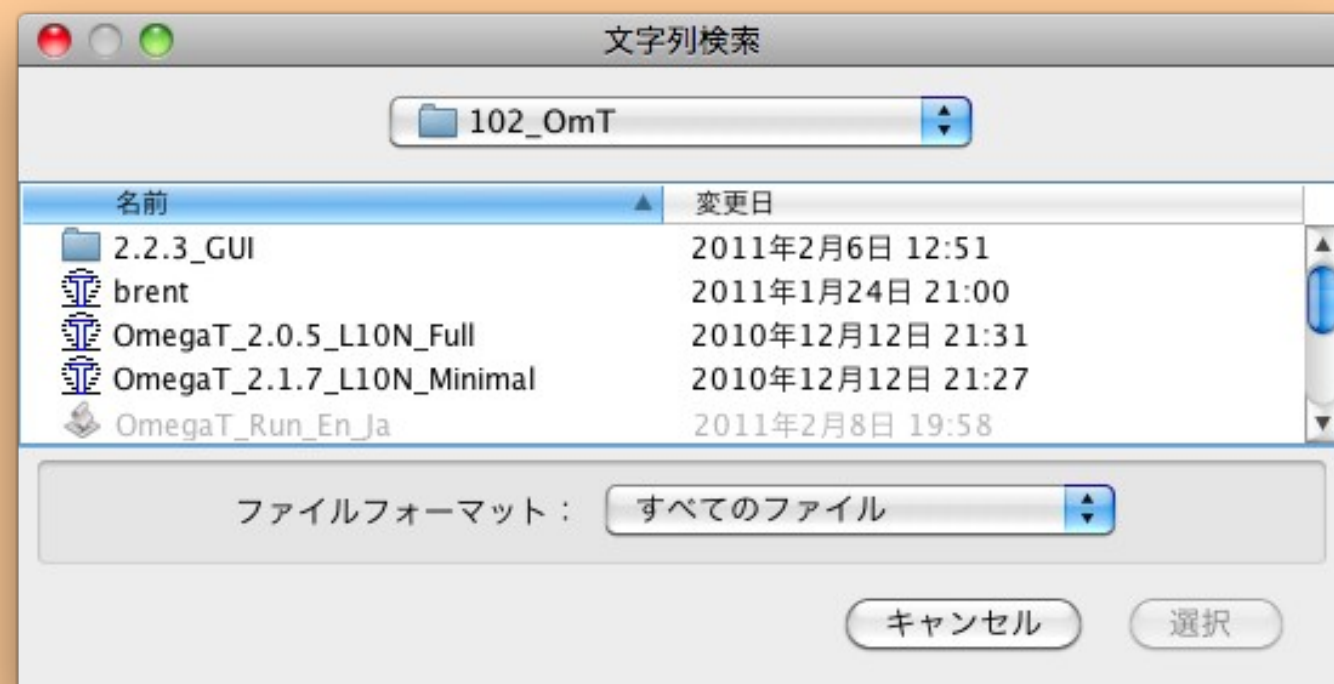 文字列検索
102_OmT
名前 変更日
2.2.3_GUI 2011年2月6日 12:51
brent 2011年1月24日 21:00
OmegaT_2.0.5_L10N_Full 2010年12月12日 21:31
OmegaT_2.1.7_L10N_Minimal 2010年12月12日 21:27
OmegaT_Run_En_Ja 2011年2月8日 19:58
ファイルフォーマット： すべてのファイル
キャンセル 選択